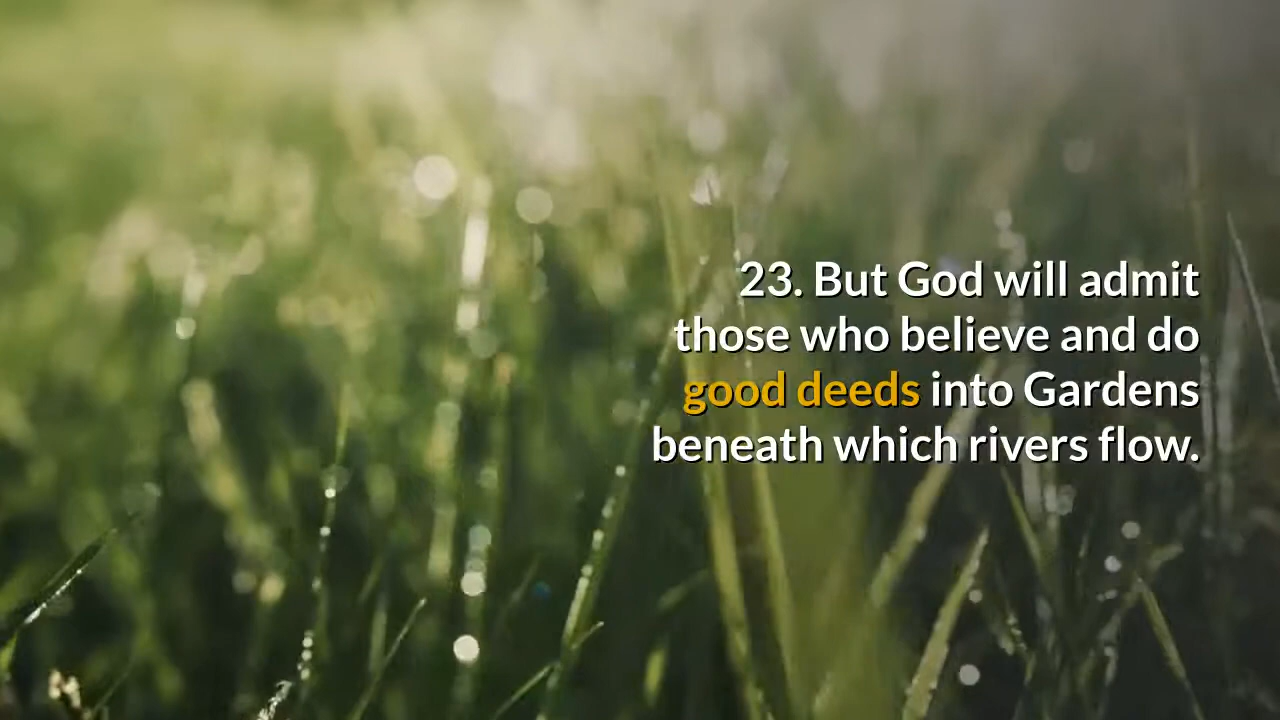 23. But God will admit
those who believe and do
good deeds into Gardens
beneath which rivers flow.